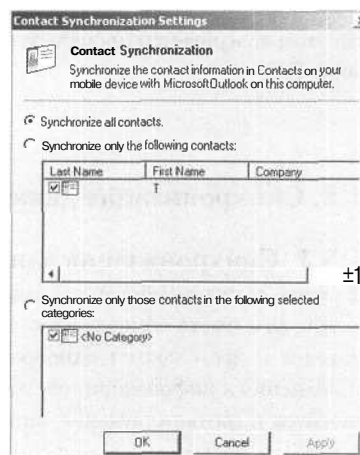 Contact Synchronization Settings
Contact Synchronization
Synchronize the contact information in Contacts on your
mobile device with Microsoft Outlook on this computer.
Synchronize all contacts.
Synchronize only the following contacts:
Last Name First Name Company
T
±1
Synchronize only those contacts in the following selected
categories:
<No Category>
OK Cancel Apply